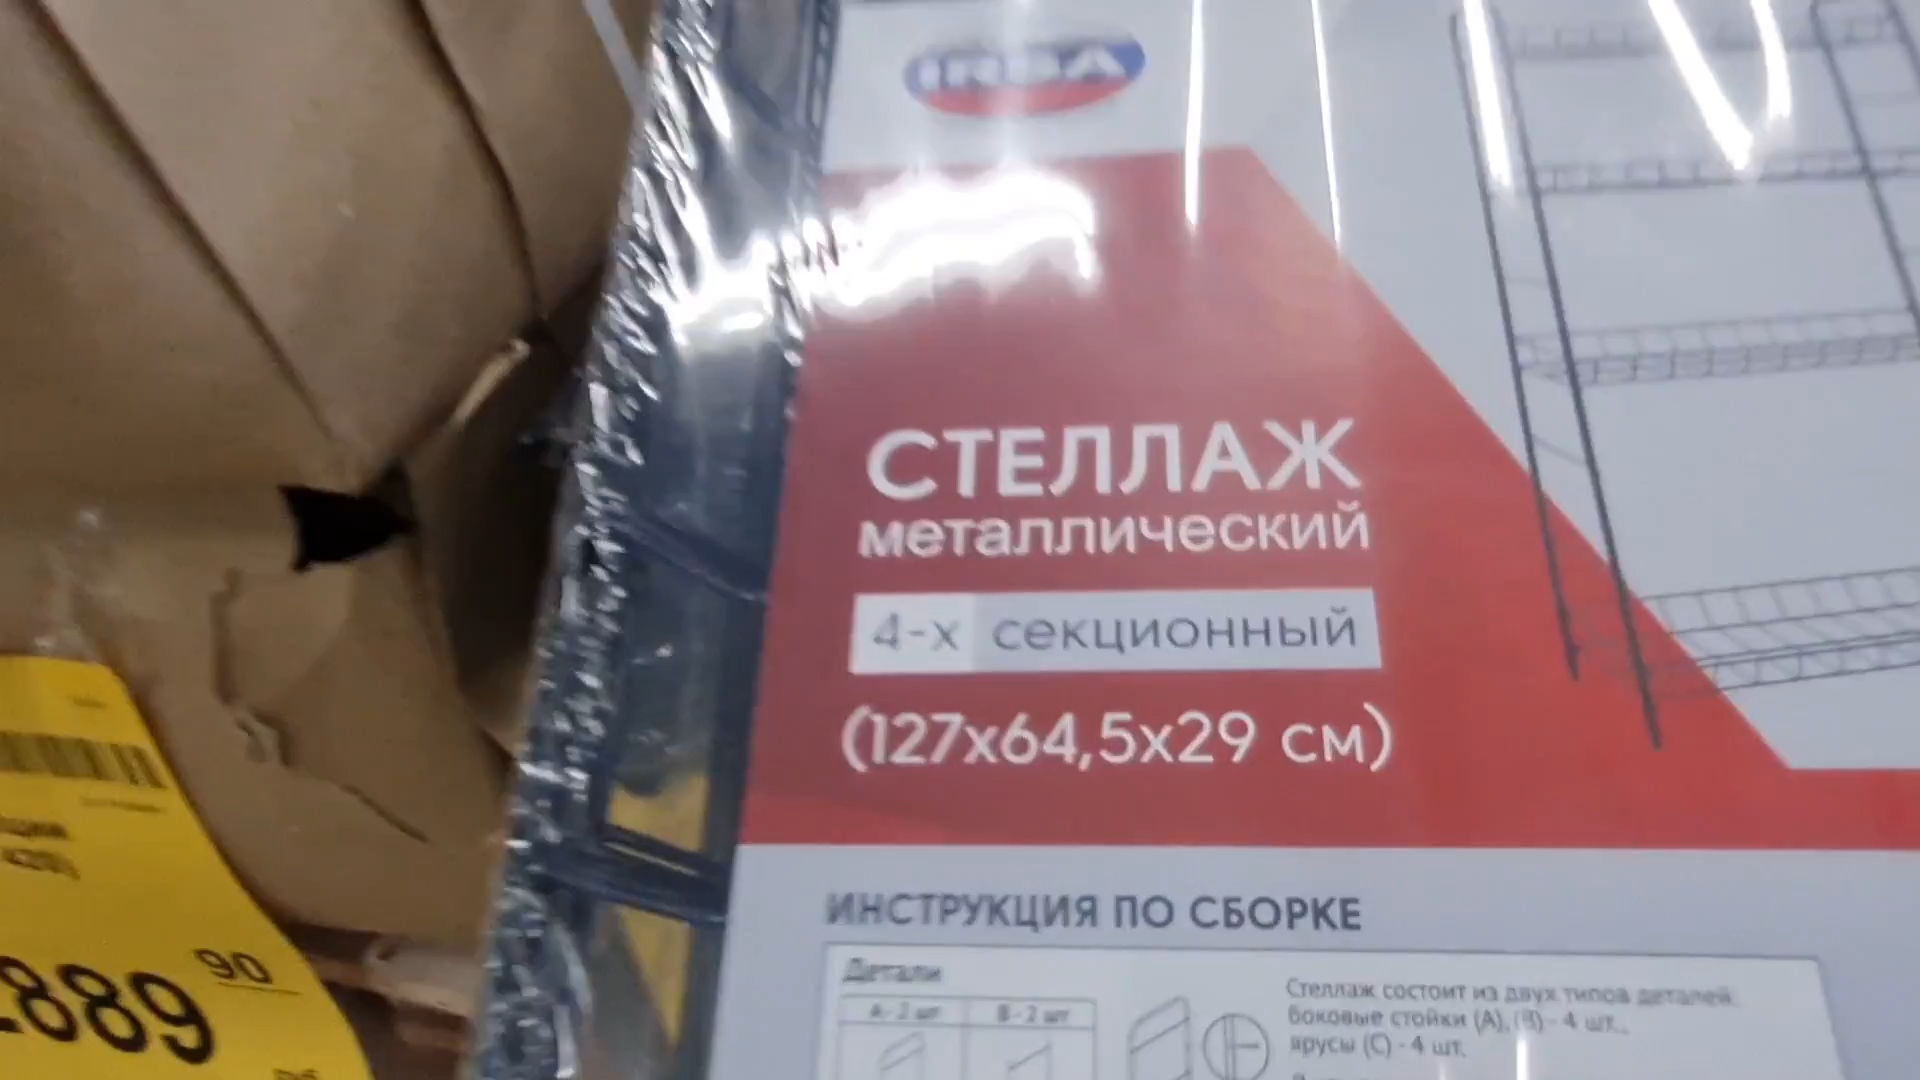 IRSA
СТЕЛЛАЖ
металлический
4-х секционный
(127х64,5х29 см)
ИНСТРУКЦИЯ ПО СБОРКЕ
Детали
А - 2 шт
В - 2 шт
Стеллаж состоит из двух типов деталей:
боковые стойки (А), (В) - 4 шт.,
ярусы (С) - 4 шт.
889 90